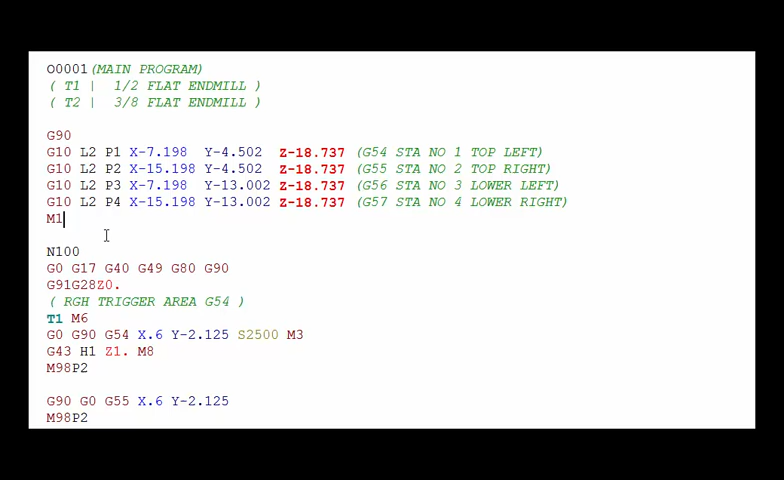 O0001(MAIN PROGRAM)
( T1 | 1/2 FLAT ENDMILL )
( T2 | 3/8 FLAT ENDMILL )
G90
G10 L2 P1 X-7.198 Y-4.502 Z-18.737 (G54 STA NO 1 TOP LEFT)
G10 L2 P2 X-15.198 Y-4.502 Z-18.737 (G55 STA NO 2 TOP RIGHT)
G10 L2 P3 X-7.198 Y-13.002 Z-18.737 (G56 STA NO 3 LOWER LEFT)
G10 L2 P4 X-15.198 Y-13.002 Z-18.737 (G57 STA NO 4 LOWER RIGHT)
M1
N100
G0 G17 G40 G49 G80 G90
G91G28Z0.
( RGH TRIGGER AREA G54 )
T1 M6
G0 G90 G54 X.6 Y-2.125 S2500 M3
G43 H1 Z1. M8
M98P2
G90 G0 G55 X.6 Y-2.125
M98P2